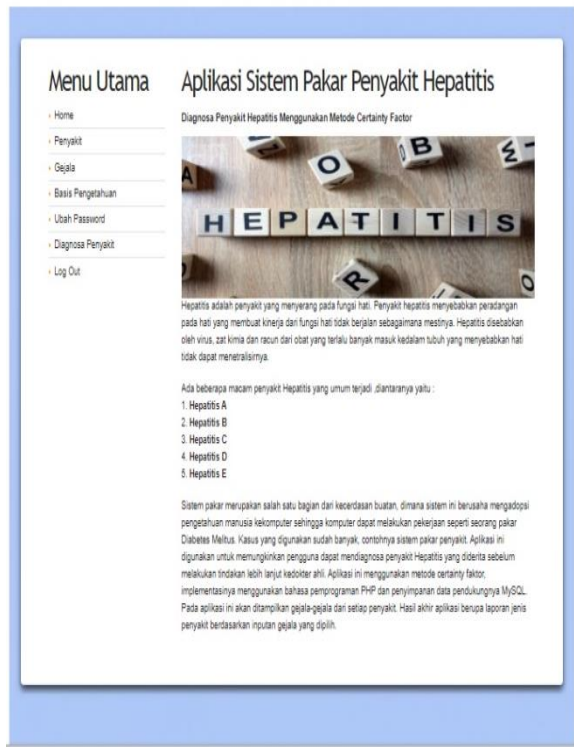 Menu Utama
Home
Penyakit
Gejala
Basis Pengetahuan
Ubah Password
Diagnosa Penyakit
Log Out
Aplikasi Sistem Pakar Penyakit Hepatitis
Diagnosa Penyakit Hepatitis Menggunakan Metode Certainty Factor
A
O
B
HEPATITIS
R
Hepatitis adalah penyakit yang menyerang pada fungsi hati. Penyakit hepatitis menyebabkan peradangan
pada hati yang membuat kinerja dari fungsi hati tidak berjalan sebagaimana mestinya. Hepatitis disebabkan
oleh virus, zat kimia dan racun dari obat yang terlalu banyak masuk kedalam tubuh yang menyebabkan hati
tidak dapat menetralisirnya.
Ada beberapa macam penyakit Hepatitis yang umum terjadi ,diantaranya yaitu :
1. Hepatitis A
2. Hepatitis B
3. Hepatitis C
4. Hepatitis D
5. Hepatitis E
Sistem pakar merupakan salah satu bagian dari kecerdasan buatan, dimana sistem ini berusaha mengadopsi
pengetahuan manusia kekomputer sehingga komputer dapat melakukan pekerjaan seperti seorang pakar
Diabetes Melitus. Kasus yang digunakan sudah banyak, contohnya sistem pakar penyakit. Aplikasi ini
digunakan untuk memungkinkan pengguna dapat mendiagnosa penyakit Hepatitis yang diderita sebelum
melakukan tindakan lebih lanjut kedokter ahli. Aplikasi ini menggunakan metode certainty faktor,
implementasinya menggunakan bahasa pemprograman PHP dan penyimpanan data pendukungnya MySQL.
Pada aplikasi ini akan ditampilkan gejala-gejala dari setiap penyakit. Hasil akhir aplikasi berupa laporan jenis
penyakit berdasarkan inputan gejala yang dipilih.